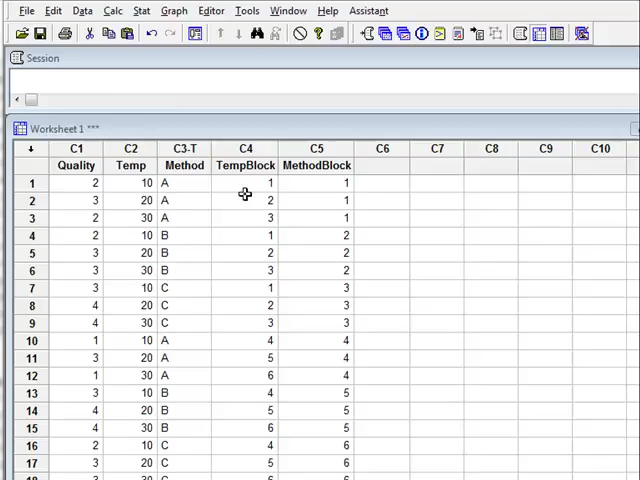 File Edit Data Calc Stat Graph Editor Tools Window Help Assistant
Session
Worksheet 1 ***
C1 C2 C3-T C4 C5 C6 C7 C8 C9 C10
Quality Temp Method TempBlock MethodBlock
1 2 10 A 1 1
2 3 20 A 2 1
3 2 30 A 3 1
4 2 10 B 1 2
5 3 20 B 2 2
6 3 30 B 3 2
7 3 10 C 1 3
8 4 20 C 2 3
9 4 30 C 3 3
10 1 10 A 4 4
11 3 20 A 5 4
12 1 30 A 6 4
13 3 10 B 4 5
14 4 20 B 5 5
15 4 30 B 6 5
16 2 10 C 4 6
17 3 20 C 5 6